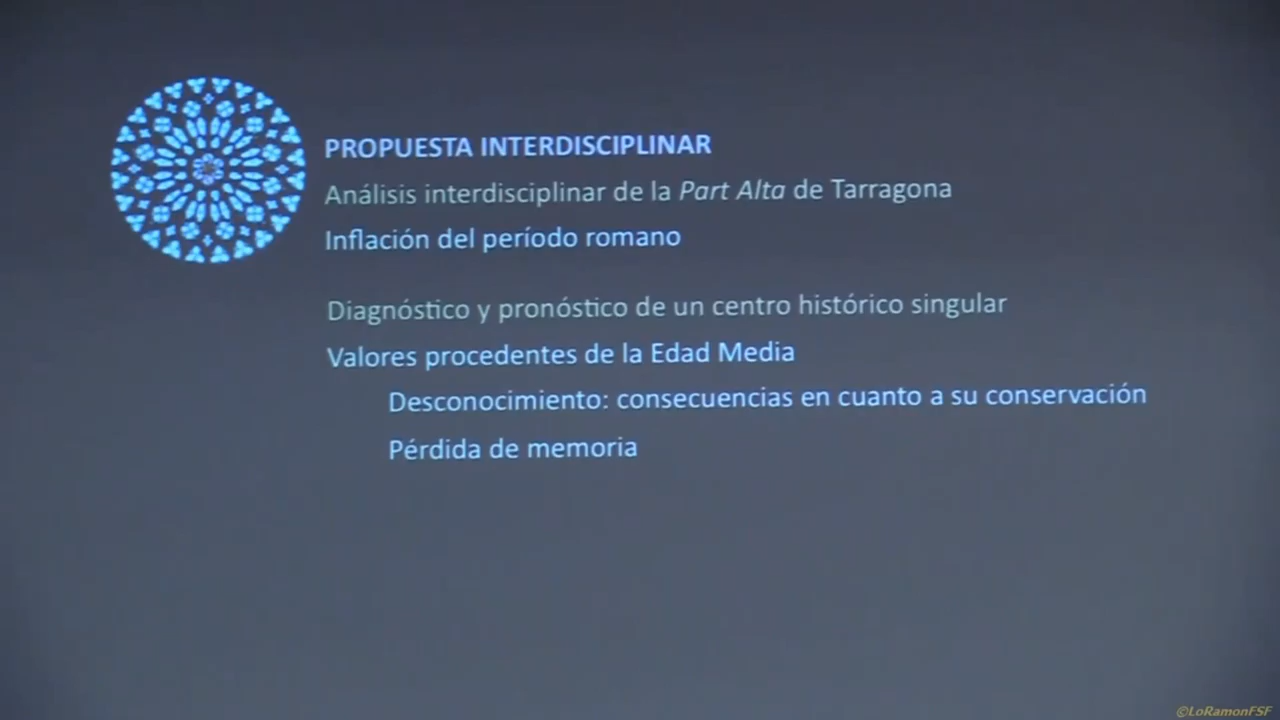 PROPUESTA INTERDISCIPLINAR
Análisis interdisciplinar de la Part Alta de Tarragona
Inflación del período romano
Diagnóstico y pronóstico de un centro histórico singular
Valores procedentes de la Edad Media
Desconocimiento: consecuencias en cuanto a su conservación
Pérdida de memoria
©LoRamonFSF